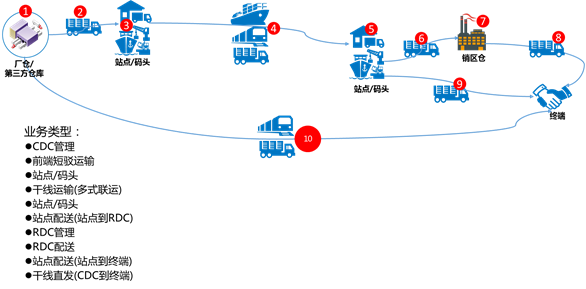 1
2
3
4
5
6
7
8
9
10
厂仓/
第三方仓库
站点/码头
站点/码头
销区仓
终端
业务类型：
●CDC管理
●前端短驳运输
●站点/码头
●干线运输(多式联运)
●站点/码头
●站点配送(站点到RDC)
●RDC管理
●RDC配送
●站点配送(站点到终端)
●干线直发(CDC到终端)